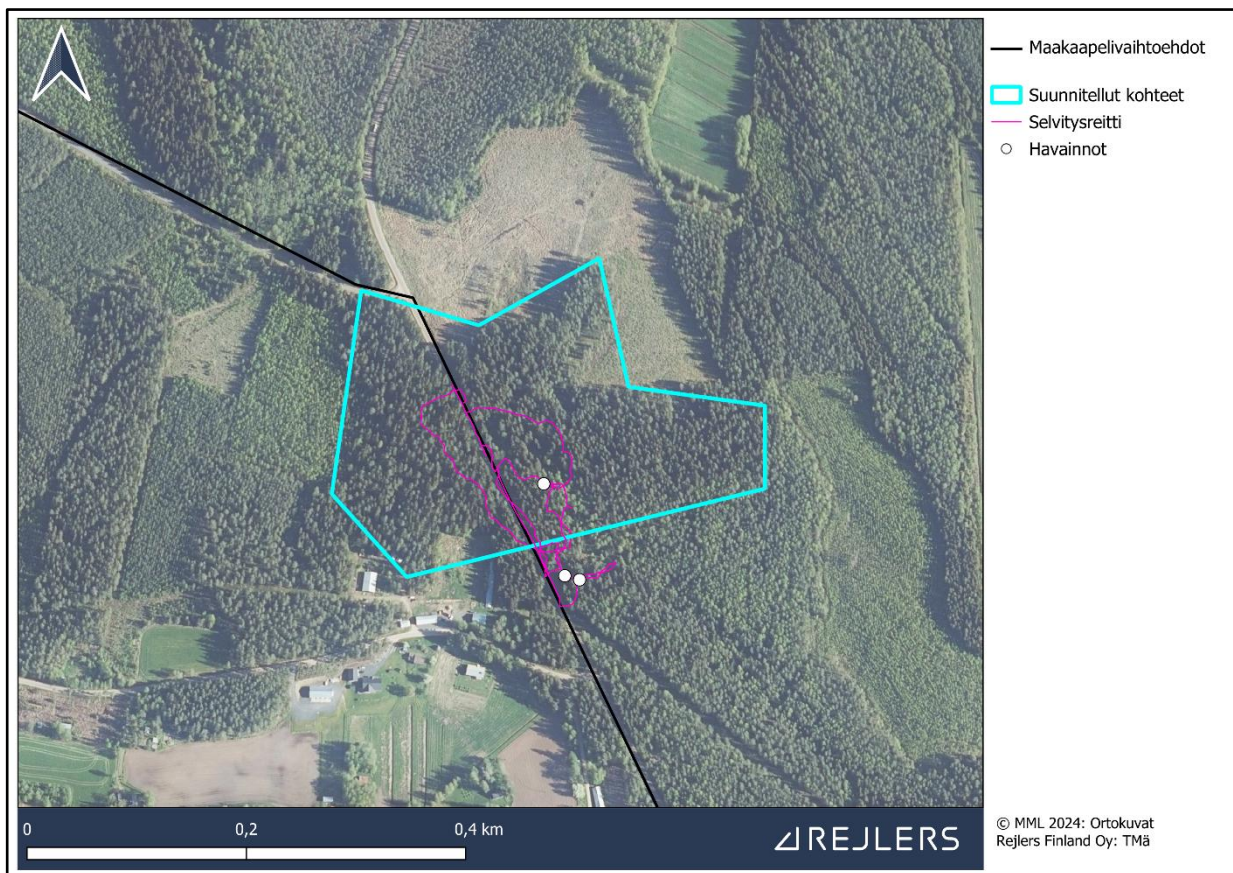 Maakaapelivaihtoehdot
Suunnitellut kohteet
Selvitysreitti
Havainnot
0 0,2 0,4 km
REJLERS
© MML 2024: Ortokuvat
Rejlers Finland Oy: TMä